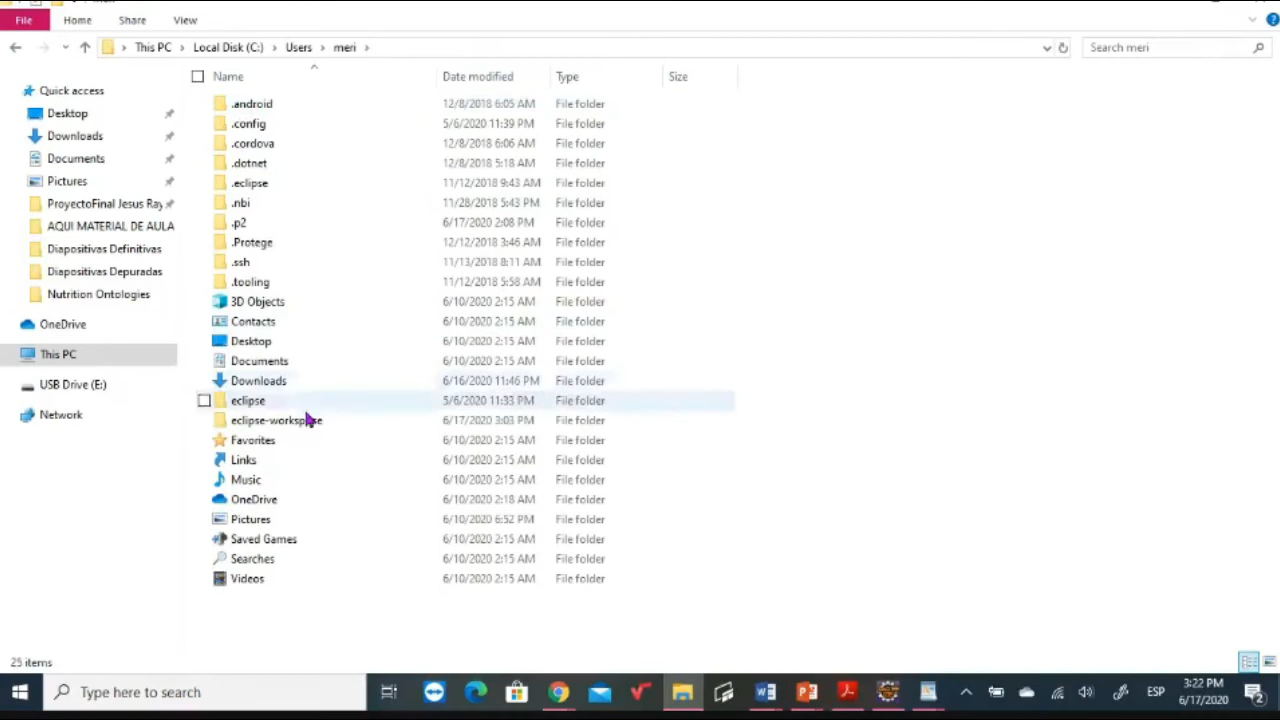 File Home Share View
This PC Local Disk (C:) Users meri Search meri
Name Date modified Type Size
Quick access
Desktop
Downloads
Documents
Pictures
ProyectoFinal Jesus Ray
AQUI MATERIAL DE AULA
Diapositivas Definitivas
Diapositivas Depuradas
Nutrition Ontologies
OneDrive
This PC
USB Drive (E:)
Network
.android 12/8/2018 6:05 AM File folder
.config 5/6/2020 11:39 PM File folder
.cordova 12/8/2018 6:06 AM File folder
.dotnet 12/8/2018 5:18 AM File folder
.eclipse 11/12/2018 9:43 AM File folder
.nbi 11/28/2018 5:43 PM File folder
.p2 6/17/2020 2:08 PM File folder
.Protege 12/12/2018 3:46 AM File folder
.ssh 11/13/2018 8:11 AM File folder
.tooling 11/12/2018 5:58 AM File folder
3D Objects 6/10/2020 2:15 AM File folder
Contacts 6/10/2020 2:15 AM File folder
Desktop 6/10/2020 2:15 AM File folder
Documents 6/10/2020 2:15 AM File folder
Downloads 6/16/2020 11:46 PM File folder
eclipse 5/6/2020 11:33 PM File folder
eclipse-workspace 6/17/2020 3:03 PM File folder
Favorites 6/10/2020 2:15 AM File folder
Links 6/10/2020 2:15 AM File folder
Music 6/10/2020 2:15 AM File folder
OneDrive 6/10/2020 2:18 AM File folder
Pictures 6/10/2020 6:52 PM File folder
Saved Games 6/10/2020 2:15 AM File folder
Searches 6/10/2020 2:15 AM File folder
Videos 6/10/2020 2:15 AM File folder
25 items
Type here to search ESP 3:22 PM
6/17/2020 2